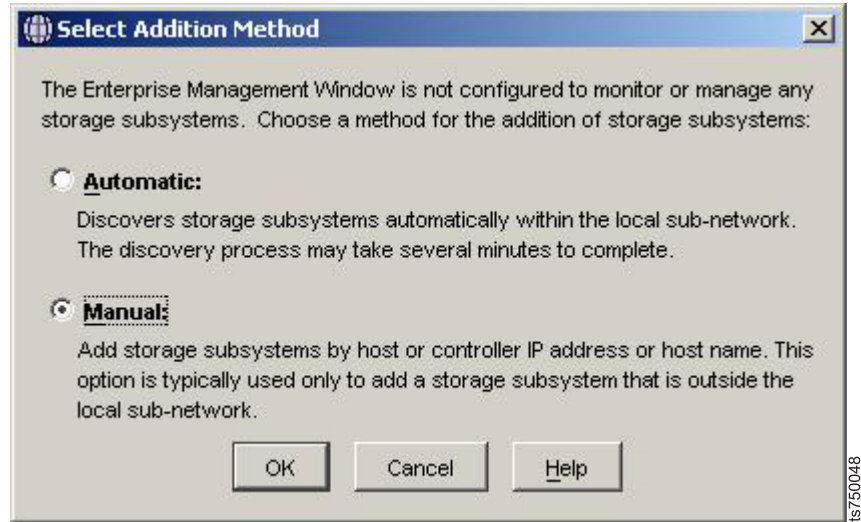 Select Addition Method
The Enterprise Management Window is not configured to monitor or manage any
storage subsystems. Choose a method for the addition of storage subsystems:
Automatic:
Discovers storage subsystems automatically within the local sub-network.
The discovery process may take several minutes to complete.
Manual:
Add storage subsystems by host or controller IP address or host name. This
option is typically used only to add a storage subsystem that is outside the
local sub-network.
OK Cancel Help
ts750048